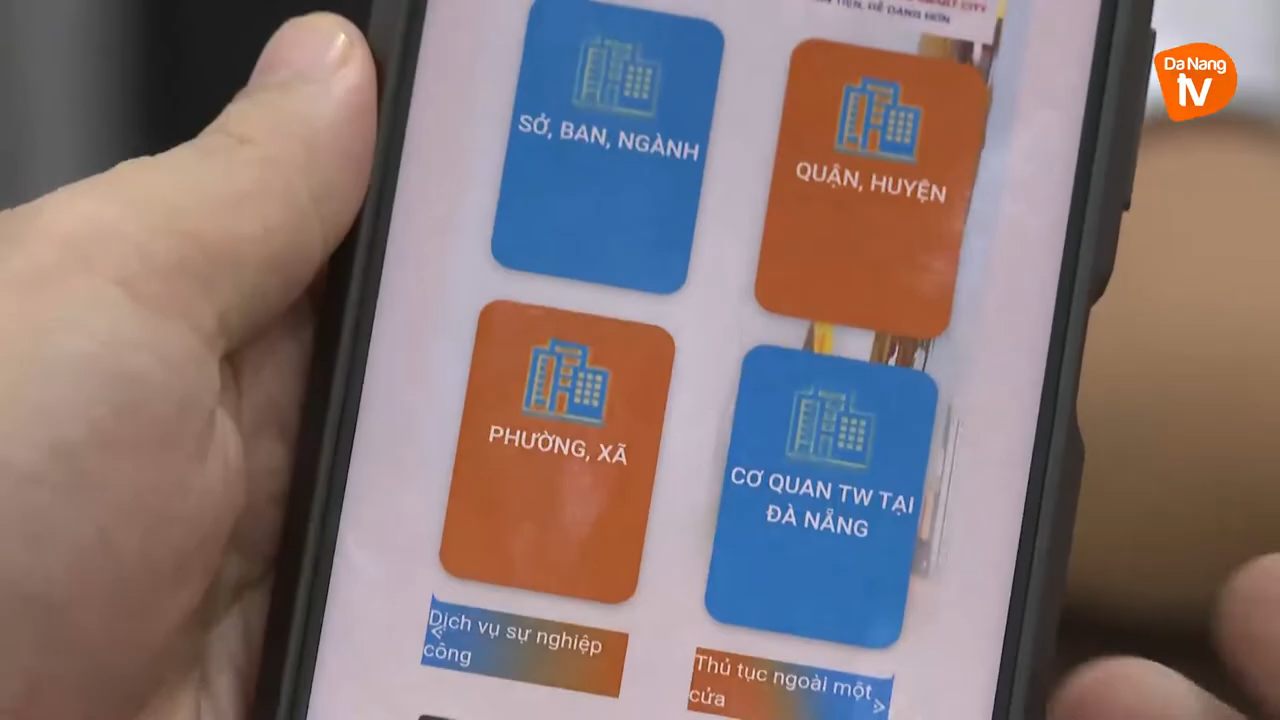 Da Nang
tv
SỞ, BAN, NGÀNH
QUẬN, HUYỆN
PHƯỜNG, XÃ
CƠ QUAN TW TẠI
ĐÀ NẴNG
Dịch vụ sự nghiệp
công
Thủ tục ngoài một
cửa